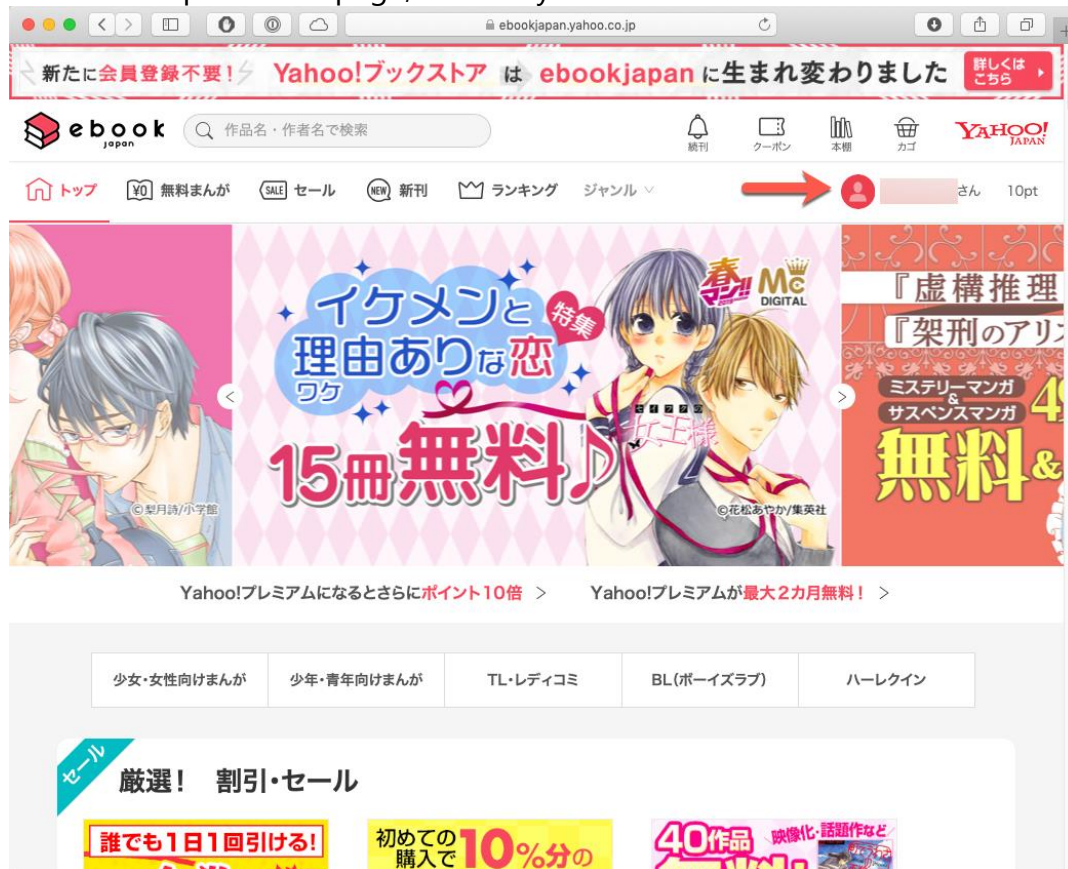 ebookjapan.yahoo.co.jp
新たに会員登録不要! Yahoo!ブックストア は ebookjapan に生まれ変わりました 詳しくはこちら
ebook japan 作品名・作者名で検索 続刊 クーポン 本棚 カゴ YAHOO! JAPAN
トップ ¥0 無料まんが SALE セール NEW 新刊 ランキング ジャンル さん 10pt
イケメンと
特集
理由ありな恋
ワケ
15冊無料♪
春マン!!
MC DIGITAL
セイフクの
女王様
©梨月詩/小学館
©花松あやか/集英社
『虚構推理
『架刑のアリ
ミステリーマンガ
&
サスペンスマンガ
無料&
Yahoo!プレミアムになるとさらにポイント10倍 > Yahoo!プレミアムが最大2カ月無料! >
少女・女性向けまんが 少年・青年向けまんが TL・レディコミ BL(ボーイズラブ) ハーレクイン
セール
厳選! 割引・セール
誰でも1日1回引ける!
初めての
購入で10%分の
40作品 映像化・話題作など